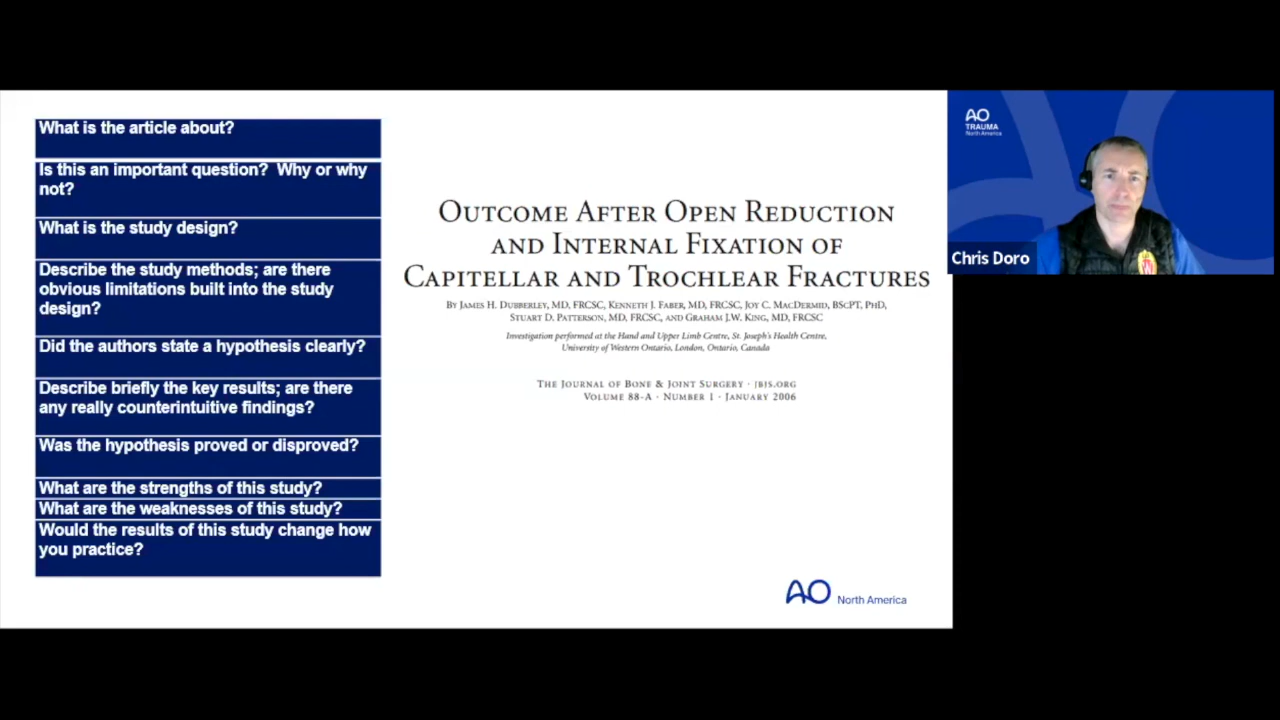 What is the article about?
Is this an important question?  Why or why
not?
What is the study design?
Describe the study methods; are there
obvious limitations built into the study
design?
Did the authors state a hypothesis clearly?
Describe briefly the key results; are there
any really counterintuitive findings?
Was the hypothesis proved or disproved?
What are the strengths of this study?
What are the weaknesses of this study?
Would the results of this study change how
you practice?
OUTCOME AFTER OPEN REDUCTION
AND INTERNAL FIXATION OF
CAPITELLAR AND TROCHLEAR FRACTURES
BY JAMES H. DUBBERLEY, MD, FRCSC, KENNETH J. FABER, MD, FRCSC, JOY C. MACDERMID, BSCPT, PHD,
STUART D. PATTERSON, MD, FRCSC, AND GRAHAM J.W. KING, MD, FRCSC
Investigation performed at the Hand and Upper Limb Centre, St. Joseph's Health Centre,
University of Western Ontario, London, Ontario, Canada
THE JOURNAL OF BONE & JOINT SURGERY · JBJS.ORG
VOLUME 88-A · NUMBER 1 · JANUARY 2006
AO North America
AO
TRAUMA
North America
Chris Doro